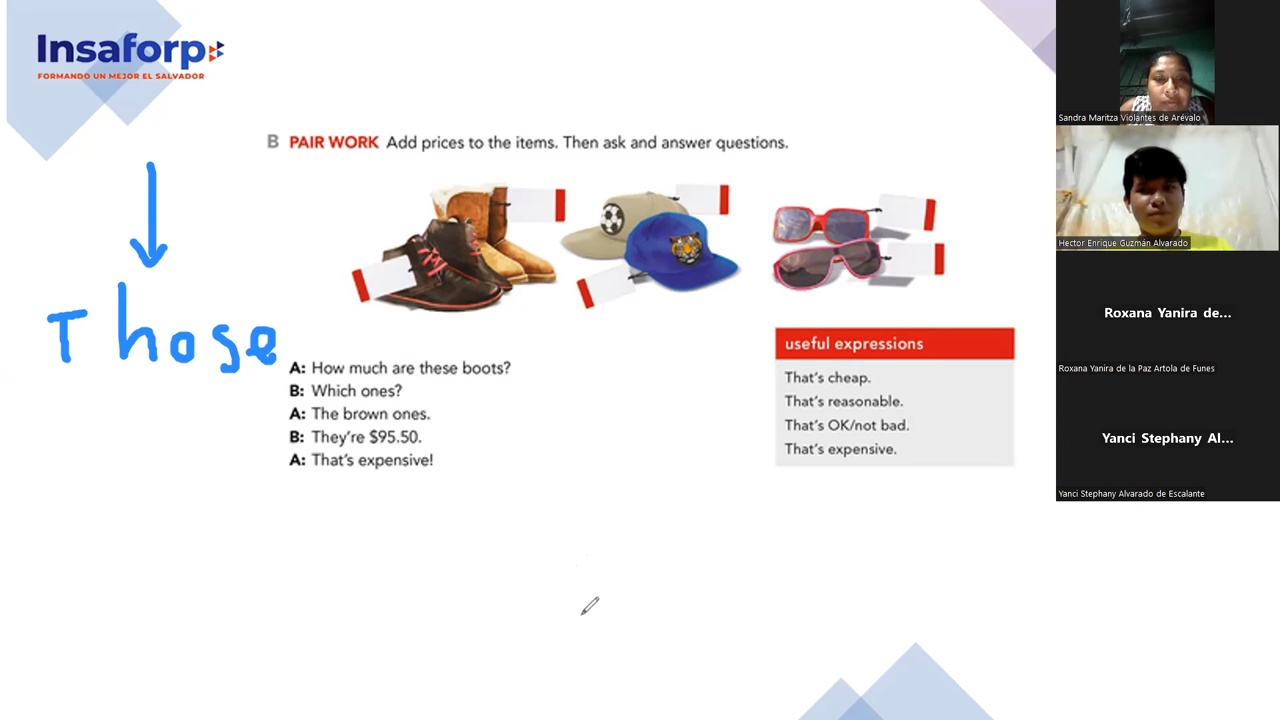 Insaforp
FORMANDO UN MEJOR EL SALVADOR
Those
B PAIR WORK Add prices to the items. Then ask and answer questions.
A: How much are these boots?
B: Which ones?
A: The brown ones.
B: They're $95.50.
A: That's expensive!
useful expressions
That's cheap.
That's reasonable.
That's OK/not bad.
That's expensive.
Sandra Maritza Violantes de Arévalo
Hector Enrique Guzmán Alvarado
Roxana Yanira de...
Roxana Yanira de la Paz Artola de Funes
Yanci Stephany Al...
Yanci Stephany Alvarado de Escalante